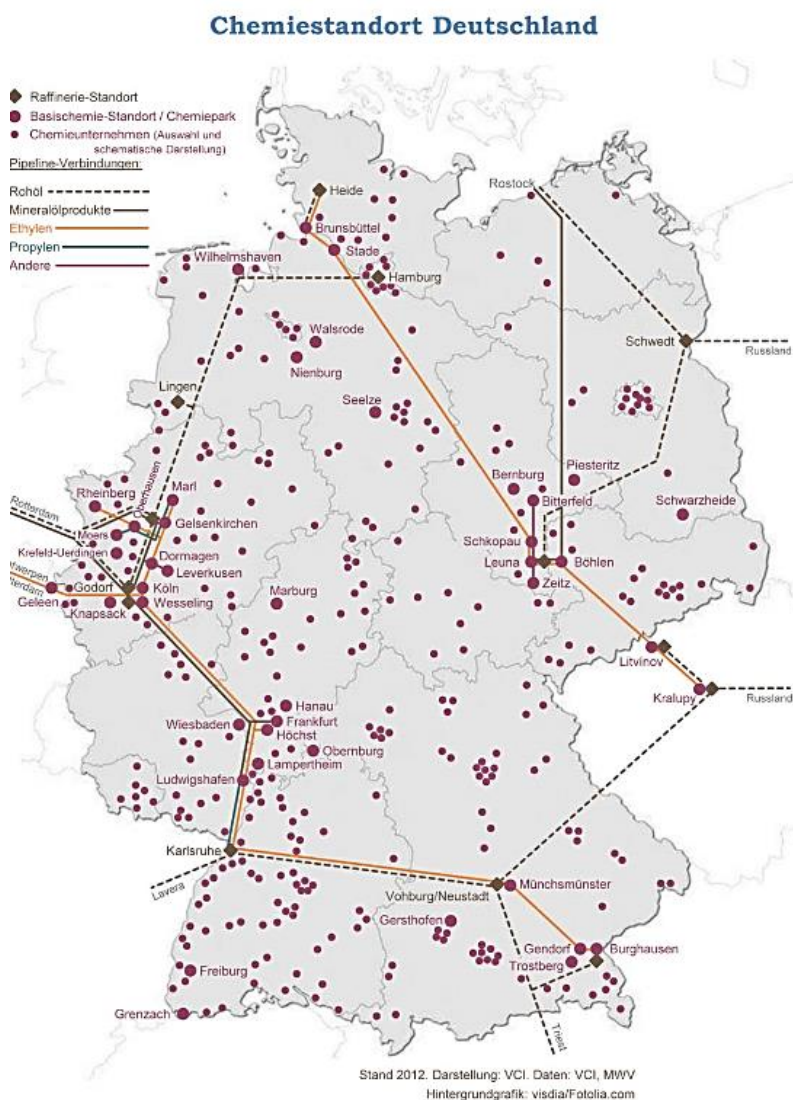 Chemiestandort Deutschland
Raffinerie-Standort
Basischemie-Standort / Chemiepark
Chemieunternehmen (Auswahl und
schematische Darstellung)
Pipeline-Verbindungen:
Rohöl
Mineralölprodukte
Ethylen
Propylen
Andere
Heide
Rostock
Brunsbüttel
Stade
Wilhelmshaven
Hamburg
Walsrode
Schwedt
Russland
Nienburg
Lingen
Seelze
Oberhausen
Marl
Bernburg
Piesteritz
Rheinberg
Bitterfeld
Rotterdam
Schwarzheide
Gelsenkirchen
Moers
Schkopau
Krefeld-Uerdingen
Dormagen
Leuna
Böhlen
Leverkusen
Zeitz
Godorf
Köln
Geleen
Knapsack
Wesseling
Marburg
Litvinov
Kralupy
Russland
Hanau
Wiesbaden
Frankfurt
Höchst
Obernburg
Lampertheim
Ludwigshafen
Karlsruhe
Lavera
Vohburg/Neustadt
Münchsmünster
Gersthofen
Gendorf
Burghausen
Trostberg
Freiburg
Grenzach
Triest
Stand 2012. Darstellung: VCI. Daten: VCI, MWV
Hintergrundgrafik: visdia/Fotolia.com